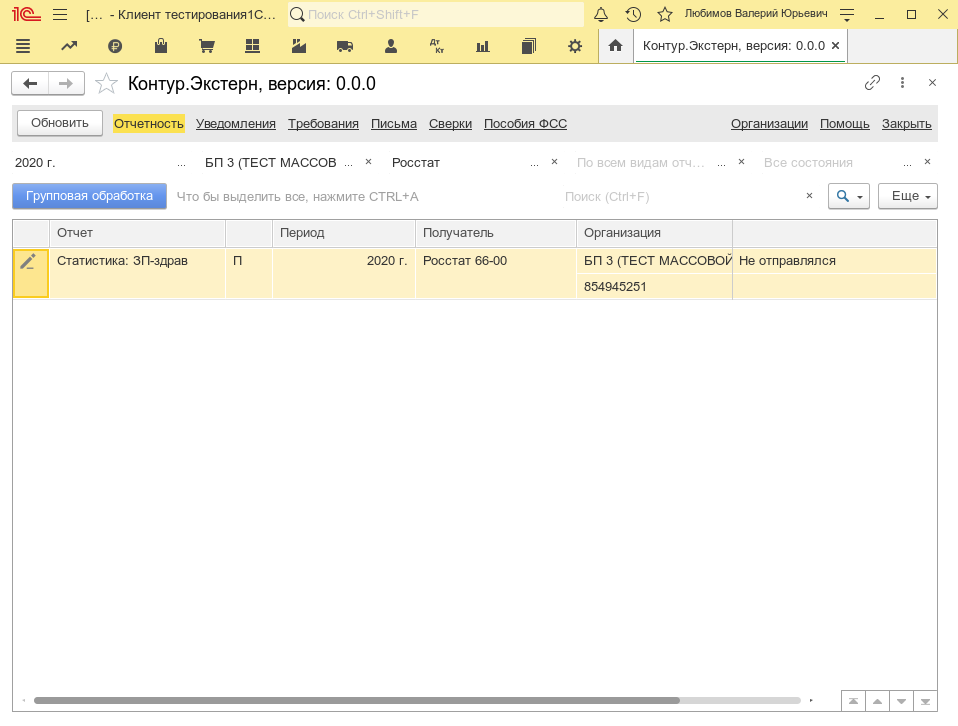 1С [... - Клиент тестирования1С... Поиск Ctrl+Shift+F Любимов Валерий Юрьевич
Дт Кт Контур.Экстерн, версия: 0.0.0 ×
Контур.Экстерн, версия: 0.0.0
Обновить Отчетность Уведомления Требования Письма Сверки Пособия ФСС Организации Помощь Закрыть
2020 г. ... БП 3 (ТЕСТ МАССОВ ... × Росстат ... × По всем видам отч... ... × Все состояния ... ×
Групповая обработка Что бы выделить все, нажмите CTRL+A Поиск (Ctrl+F) × Еще
Отчет Период Получатель Организация
Статистика: ЗП-здрав П 2020 г. Росстат 66-00 БП 3 (ТЕСТ МАССОВОЙ Не отправлялся
854945251